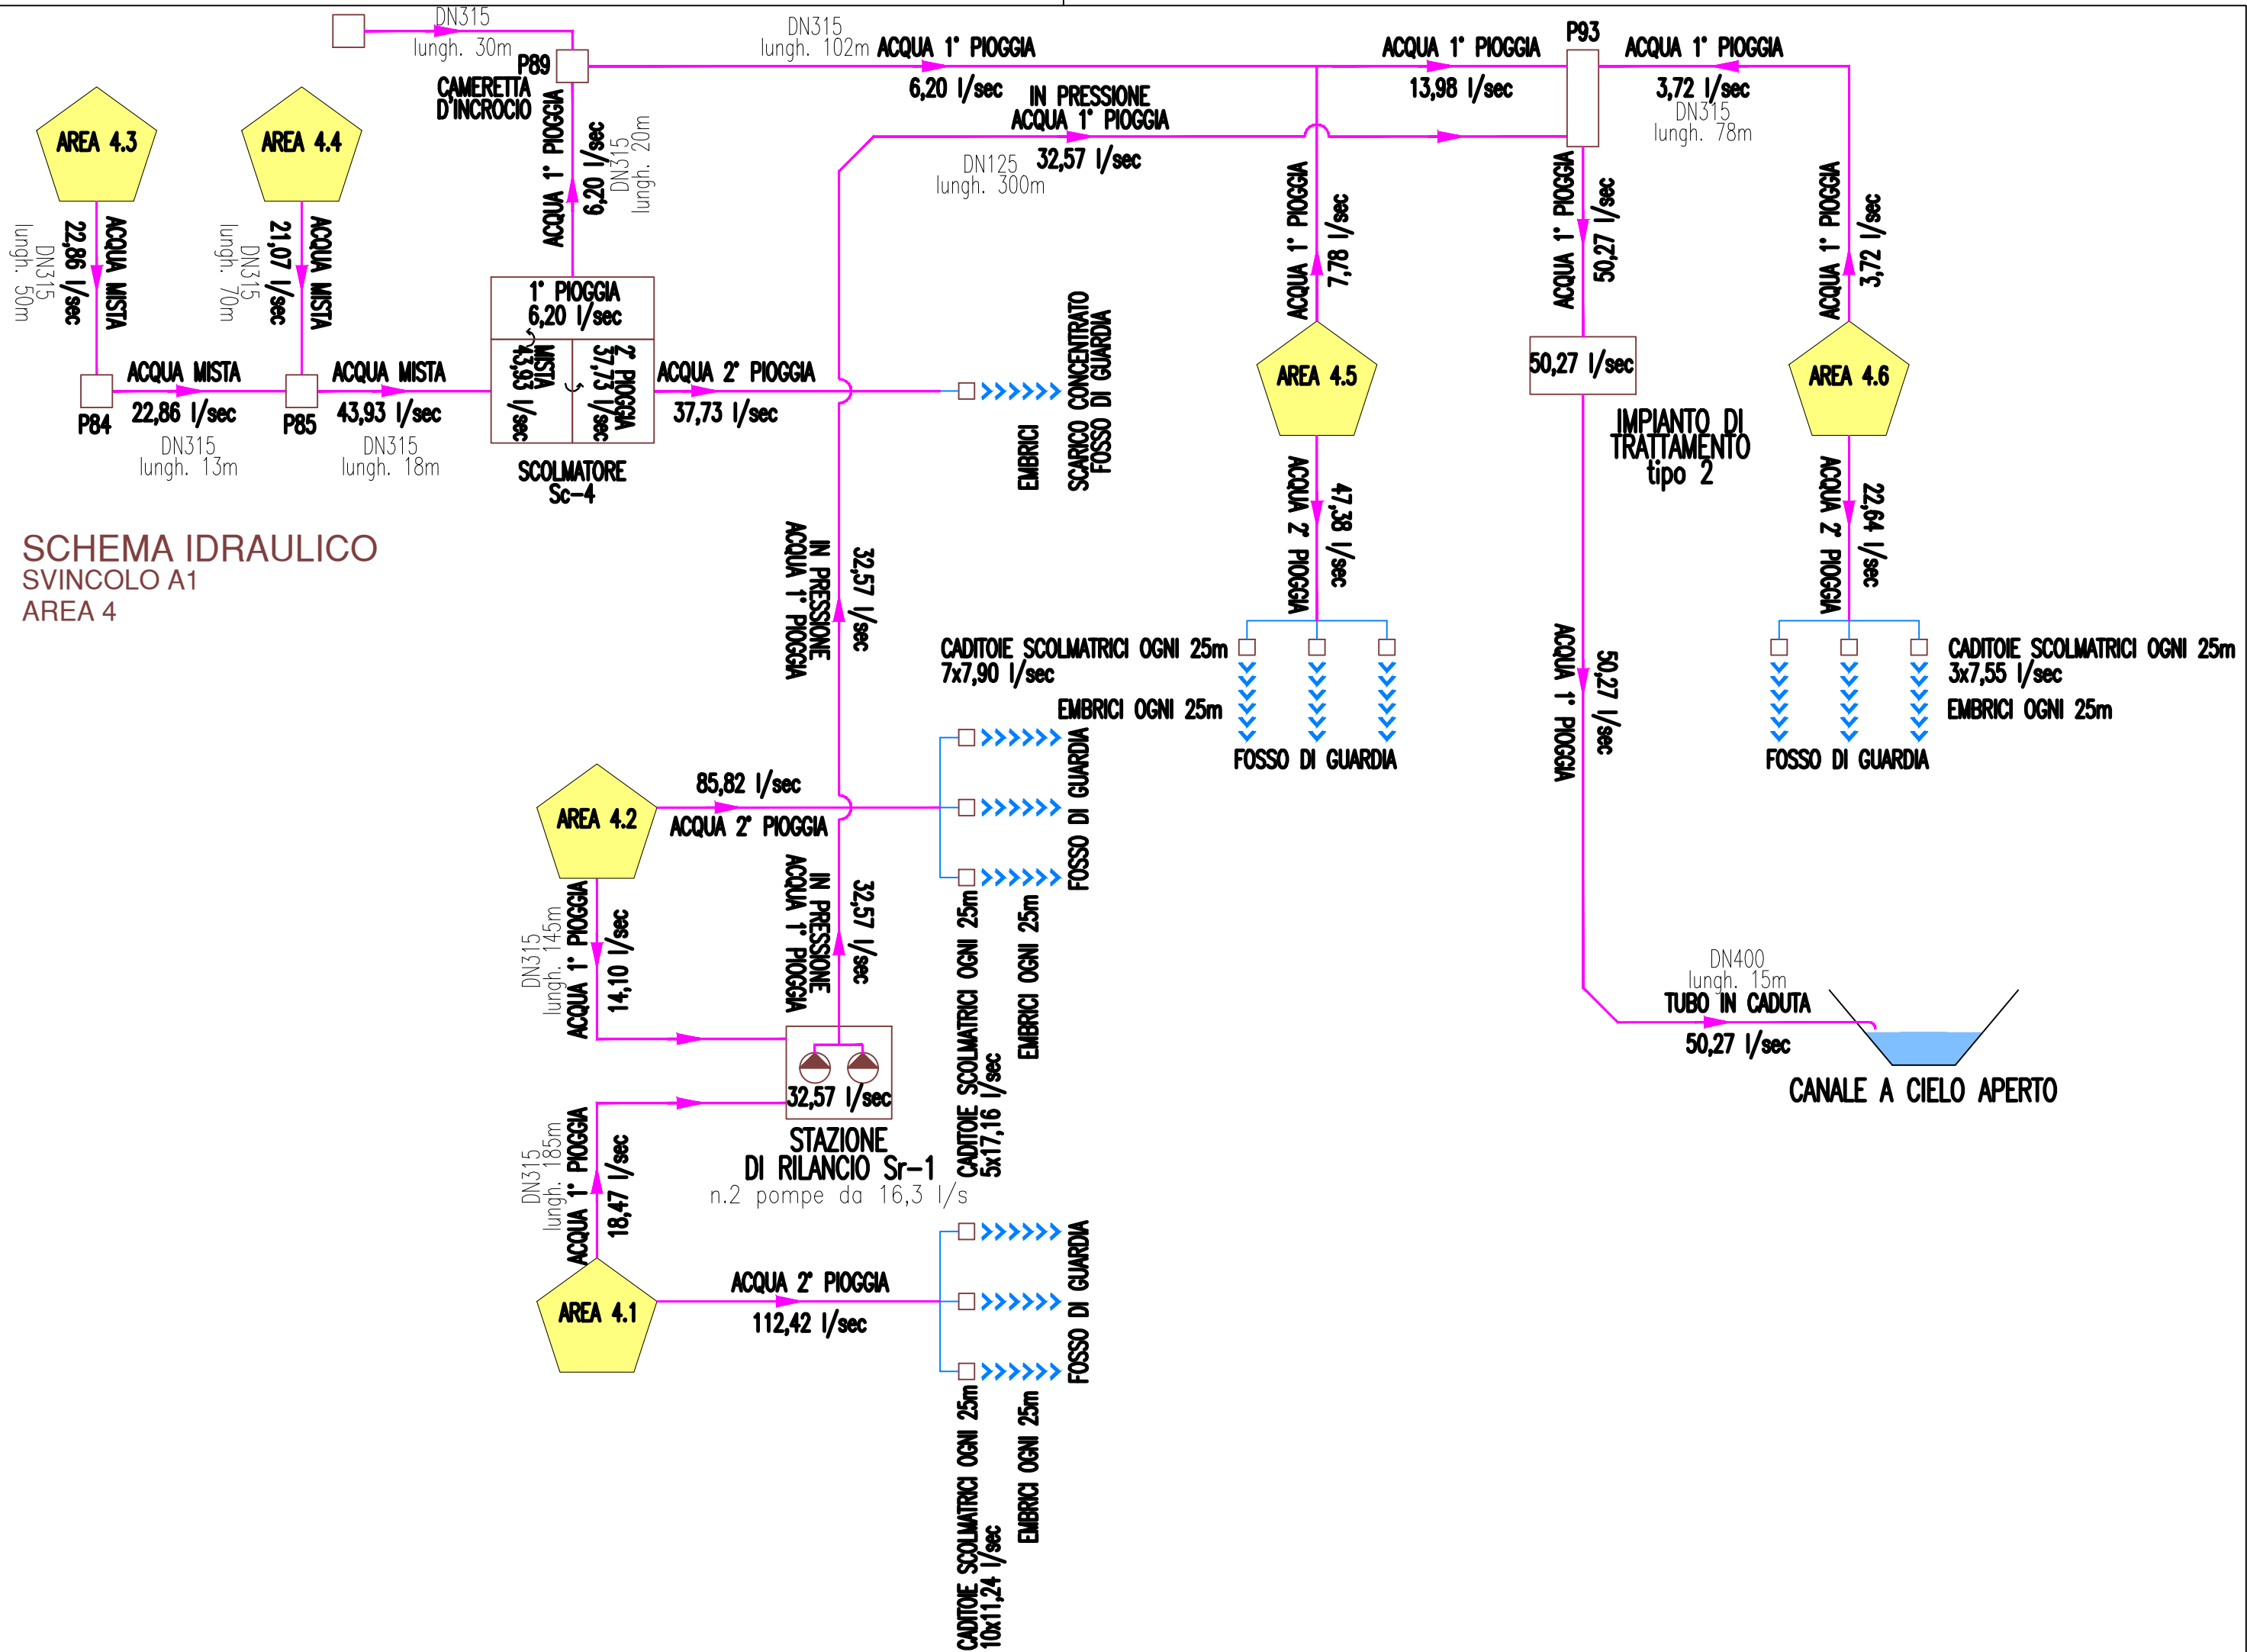 DN315
lungh. 30m
DN315
lungh. 102m
ACQUA 1° PIOGGIA
6,20 l/sec
ACQUA 1° PIOGGIA
13,98 l/sec
P93
ACQUA 1° PIOGGIA
3,72 l/sec
DN315
lungh. 78m
P89
CAMERETTA
D'INCROCIO
ACQUA 1° PIOGGIA
6,20 l/sec
DN315
lungh. 20m
IN PRESSIONE
ACQUA 1° PIOGGIA
32,57 l/sec
DN125
lungh. 300m
AREA 4.3
AREA 4.4
ACQUA MISTA
22,86 l/sec
DN315
lungh. 50m
ACQUA MISTA
21,07 l/sec
DN315
lungh. 70m
ACQUA 1° PIOGGIA
7,78 l/sec
ACQUA 1° PIOGGIA
50,27 l/sec
ACQUA 1° PIOGGIA
3,72 l/sec
1° PIOGGIA
6,20 l/sec
MISTA
43,93 l/sec
2° PIOGGIA
37,73 l/sec
ACQUA MISTA
22,86 l/sec
P84
DN315
lungh. 13m
ACQUA MISTA
43,93 l/sec
P85
DN315
lungh. 18m
SCOLMATORE
Sc-4
ACQUA 2° PIOGGIA
37,73 l/sec
EMBRICI
SCARICO CONCENTRATO
FOSSO DI GUARDIA
AREA 4.5
50,27 l/sec
IMPIANTO DI
TRATTAMENTO
tipo 2
AREA 4.6
SCHEMA IDRAULICO
SVINCOLO A1
AREA 4
IN PRESSIONE
ACQUA 1° PIOGGIA
32,57 l/sec
ACQUA 2° PIOGGIA
47,38 l/sec
ACQUA 2° PIOGGIA
22,64 l/sec
CADITOIE SCOLMATRICI OGNI 25m
7x7,90 l/sec
EMBRICI OGNI 25m
FOSSO DI GUARDIA
ACQUA 1° PIOGGIA
50,27 l/sec
CADITOIE SCOLMATRICI OGNI 25m
3x7,55 l/sec
EMBRICI OGNI 25m
FOSSO DI GUARDIA
AREA 4.2
85,82 l/sec
ACQUA 2° PIOGGIA
FOSSO DI GUARDIA
EMBRICI OGNI 25m
CADITOIE SCOLMATRICI OGNI 25m
5x17,16 l/sec
DN315
lungh. 145m
ACQUA 1° PIOGGIA
14,10 l/sec
IN PRESSIONE
ACQUA 1° PIOGGIA
32,57 l/sec
32,57 l/sec
STAZIONE
DI RILANCIO Sr-1
n.2 pompe da 16,3 l/s
DN400
lungh. 15m
TUBO IN CADUTA
50,27 l/sec
CANALE A CIELO APERTO
DN315
lungh. 185m
ACQUA 1° PIOGGIA
18,47 l/sec
AREA 4.1
ACQUA 2° PIOGGIA
112,42 l/sec
FOSSO DI GUARDIA
EMBRICI OGNI 25m
CADITOIE SCOLMATRICI OGNI 25m
10x11,24 l/sec